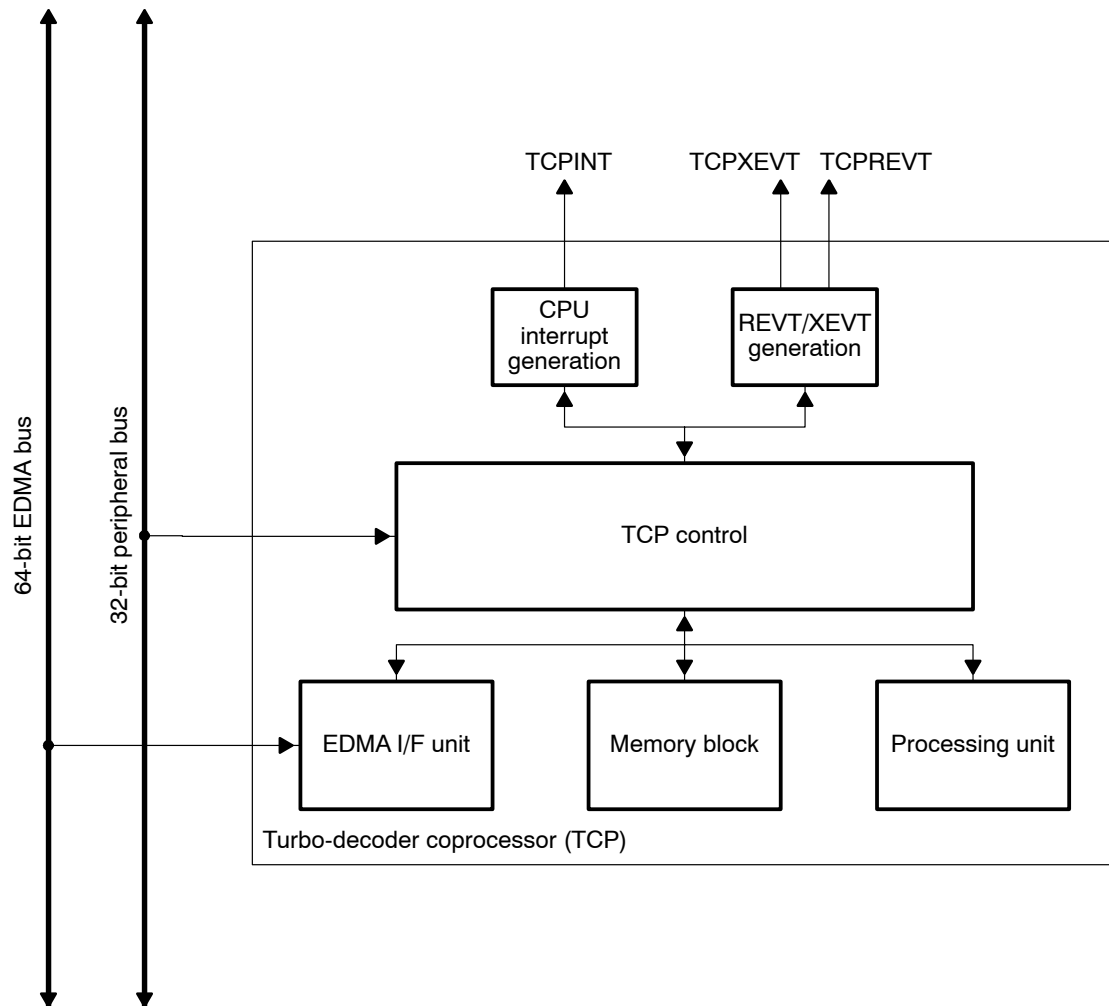 TCPINT
TCPXEVT
TCPREVT
CPU
interrupt
generation
REVT/XEVT
generation
64-bit EDMA bus
32-bit peripheral bus
TCP control
EDMA I/F unit
Memory block
Processing unit
Turbo-decoder coprocessor (TCP)